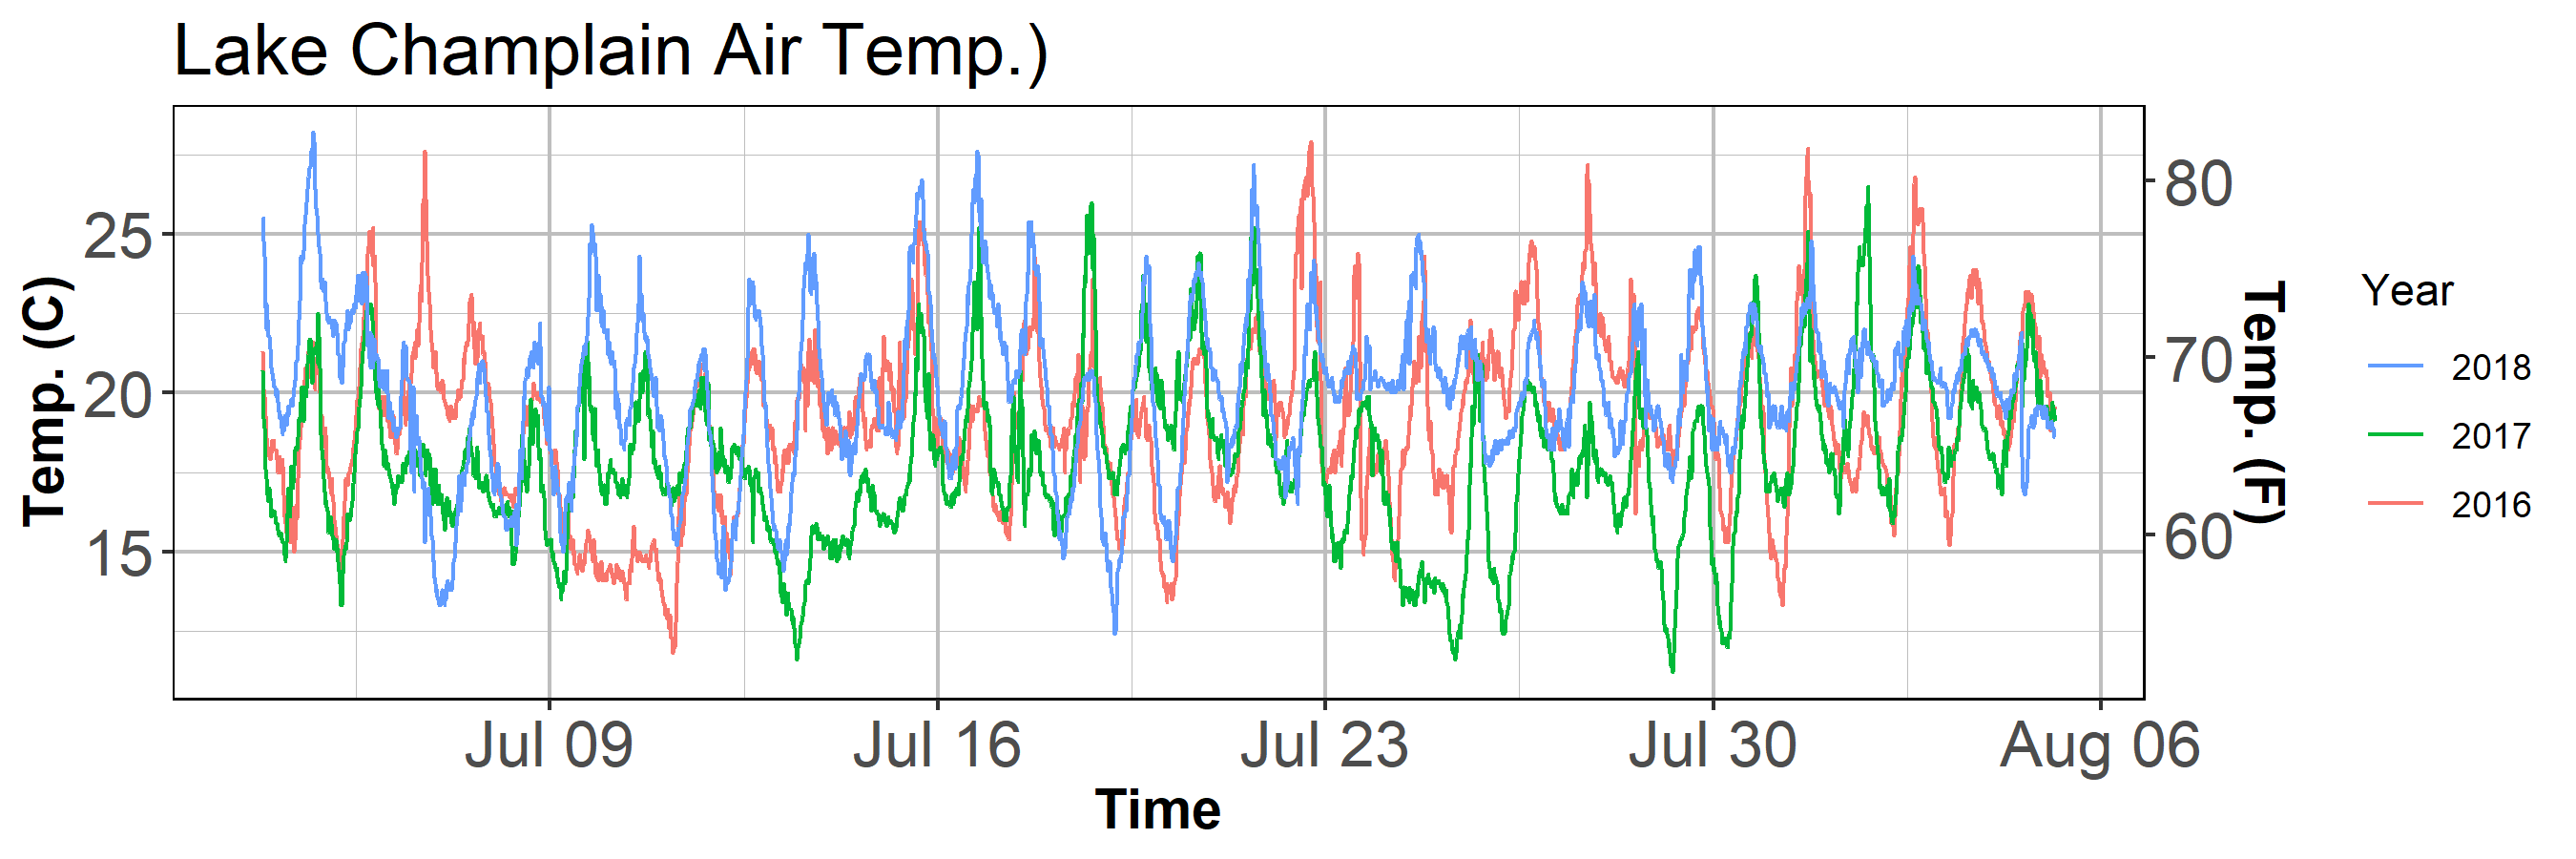 Lake Champlain Air Temp.)
Temp. (C)
25
20
15
80
70
60
Temp. (F)
Jul 09
Jul 16
Jul 23
Jul 30
Aug 06
Time
Year
2018
2017
2016